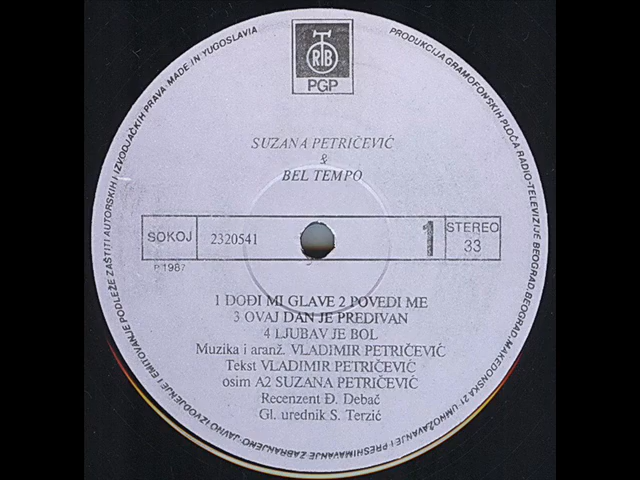 RTB
PGP
PRODUKCIJA GRAMOFONSKIH PLOČA RADIO-TELEVIZIJE BEOGRAD, BEOGRAD, MAKEDONSKA 21 UMNOŽAVANJE I PRESNIMAVANJE ZABRANJENO, JAVNO IZVODJENJE I EMITOVANJE PODLEŽE ZAŠTITI AUTORSKIH I IZVODJAČKIH PRAVA MADE IN YUGOSLAVIA
SUZANA PETRIČEVIĆ
&
BEL TEMPO
SOKOJ 2320541 1 STEREO 33
P 1987
1 DOĐI MI GLAVE 2 POVEDI ME
3 OVAJ DAN JE PREDIVAN
4 LJUBAV JE BOL
Muzika i aranž. VLADIMIR PETRIČEVIĆ
Tekst VLADIMIR PETRIČEVIĆ
osim A2 SUZANA PETRIČEVIĆ
Recenzent Đ. Debač
Gl. urednik S. Terzić